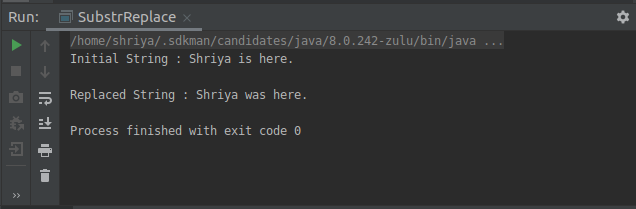 Run: SubstrReplace ×
/home/shriya/.sdkman/candidates/java/8.0.242-zulu/bin/java ...
Initial String : Shriya is here.
Replaced String : Shriya was here.
Process finished with exit code 0